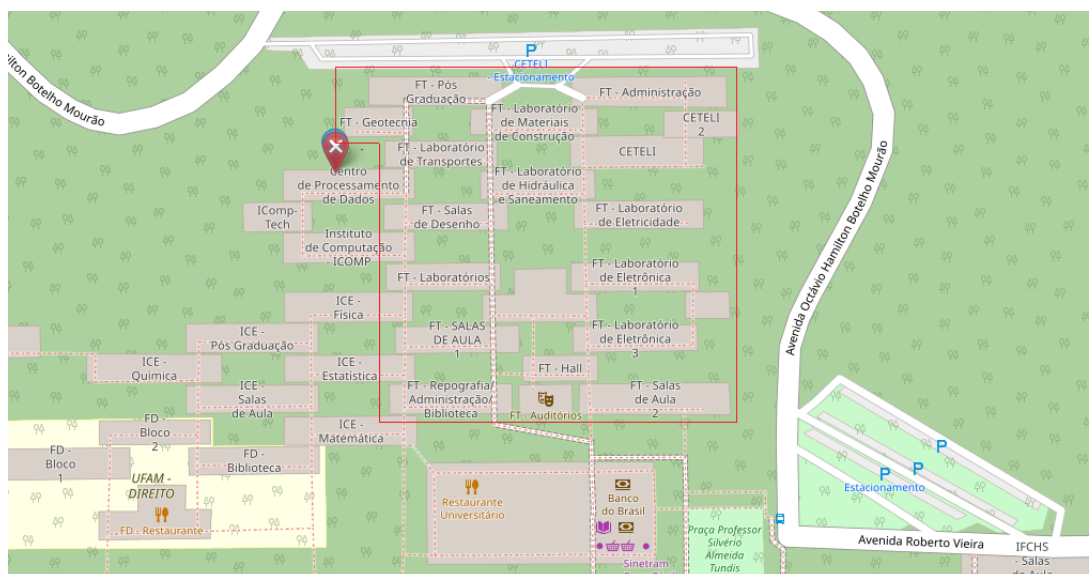 ilton Botelho Mourão
P
CETELI
- Estacionamento
FT - Pós
Graduação
FT - Administração
FT - Geotecnia
FT - Laboratório
de Materiais
de Construção
CETELI
2
FT - Laboratório
de Transportes
CETELI
Centro
de Processamento
de Dados
FT - Laboratório
de Hidráulica
e Saneamento
IComp-
Tech
FT - Salas
de Desenho
FT - Laboratório
de Eletricidade
Instituto
de Computação
- ICOMP
FT - Laboratórios
FT - Laboratório
de Eletrônica
1
ICE -
Física
ICE -
Pós Graduação
FT - SALAS
DE AULA
1
FT - Laboratório
de Eletrônica
3
Avenida Octávio Hamilton Botelho Mourão
ICE -
Química
ICE -
Estatística
FT - Hall
ICE -
Salas
de Aula
FT - Repografia/
Administração/
Biblioteca
FT - Auditórios
FT - Salas
de Aula
2
FD -
Bloco
2
ICE -
Matemática
FD -
Bloco
1
FD -
Biblioteca
UFAM -
DIREITO
FD - Restaurante
Restaurante
Universitário
Banco
do Brasil
P
P
P
Estacionamento
Praça Professor
Silvério
Almeida
Tundis
Avenida Roberto Vieira
Sinetram
IFCHS
- Salas
de Aula